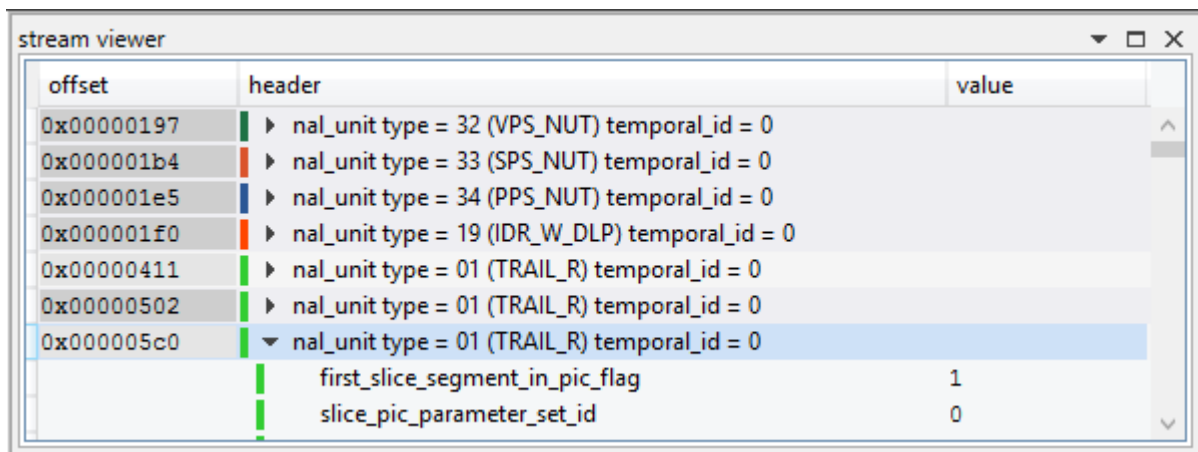 stream viewer
offset header value
0x00000197 nal_unit type = 32 (VPS_NUT) temporal_id = 0
0x000001b4 nal_unit type = 33 (SPS_NUT) temporal_id = 0
0x000001e5 nal_unit type = 34 (PPS_NUT) temporal_id = 0
0x000001f0 nal_unit type = 19 (IDR_W_DLP) temporal_id = 0
0x00000411 nal_unit type = 01 (TRAIL_R) temporal_id = 0
0x00000502 nal_unit type = 01 (TRAIL_R) temporal_id = 0
0x000005c0 nal_unit type = 01 (TRAIL_R) temporal_id = 0
first_slice_segment_in_pic_flag 1
slice_pic_parameter_set_id 0